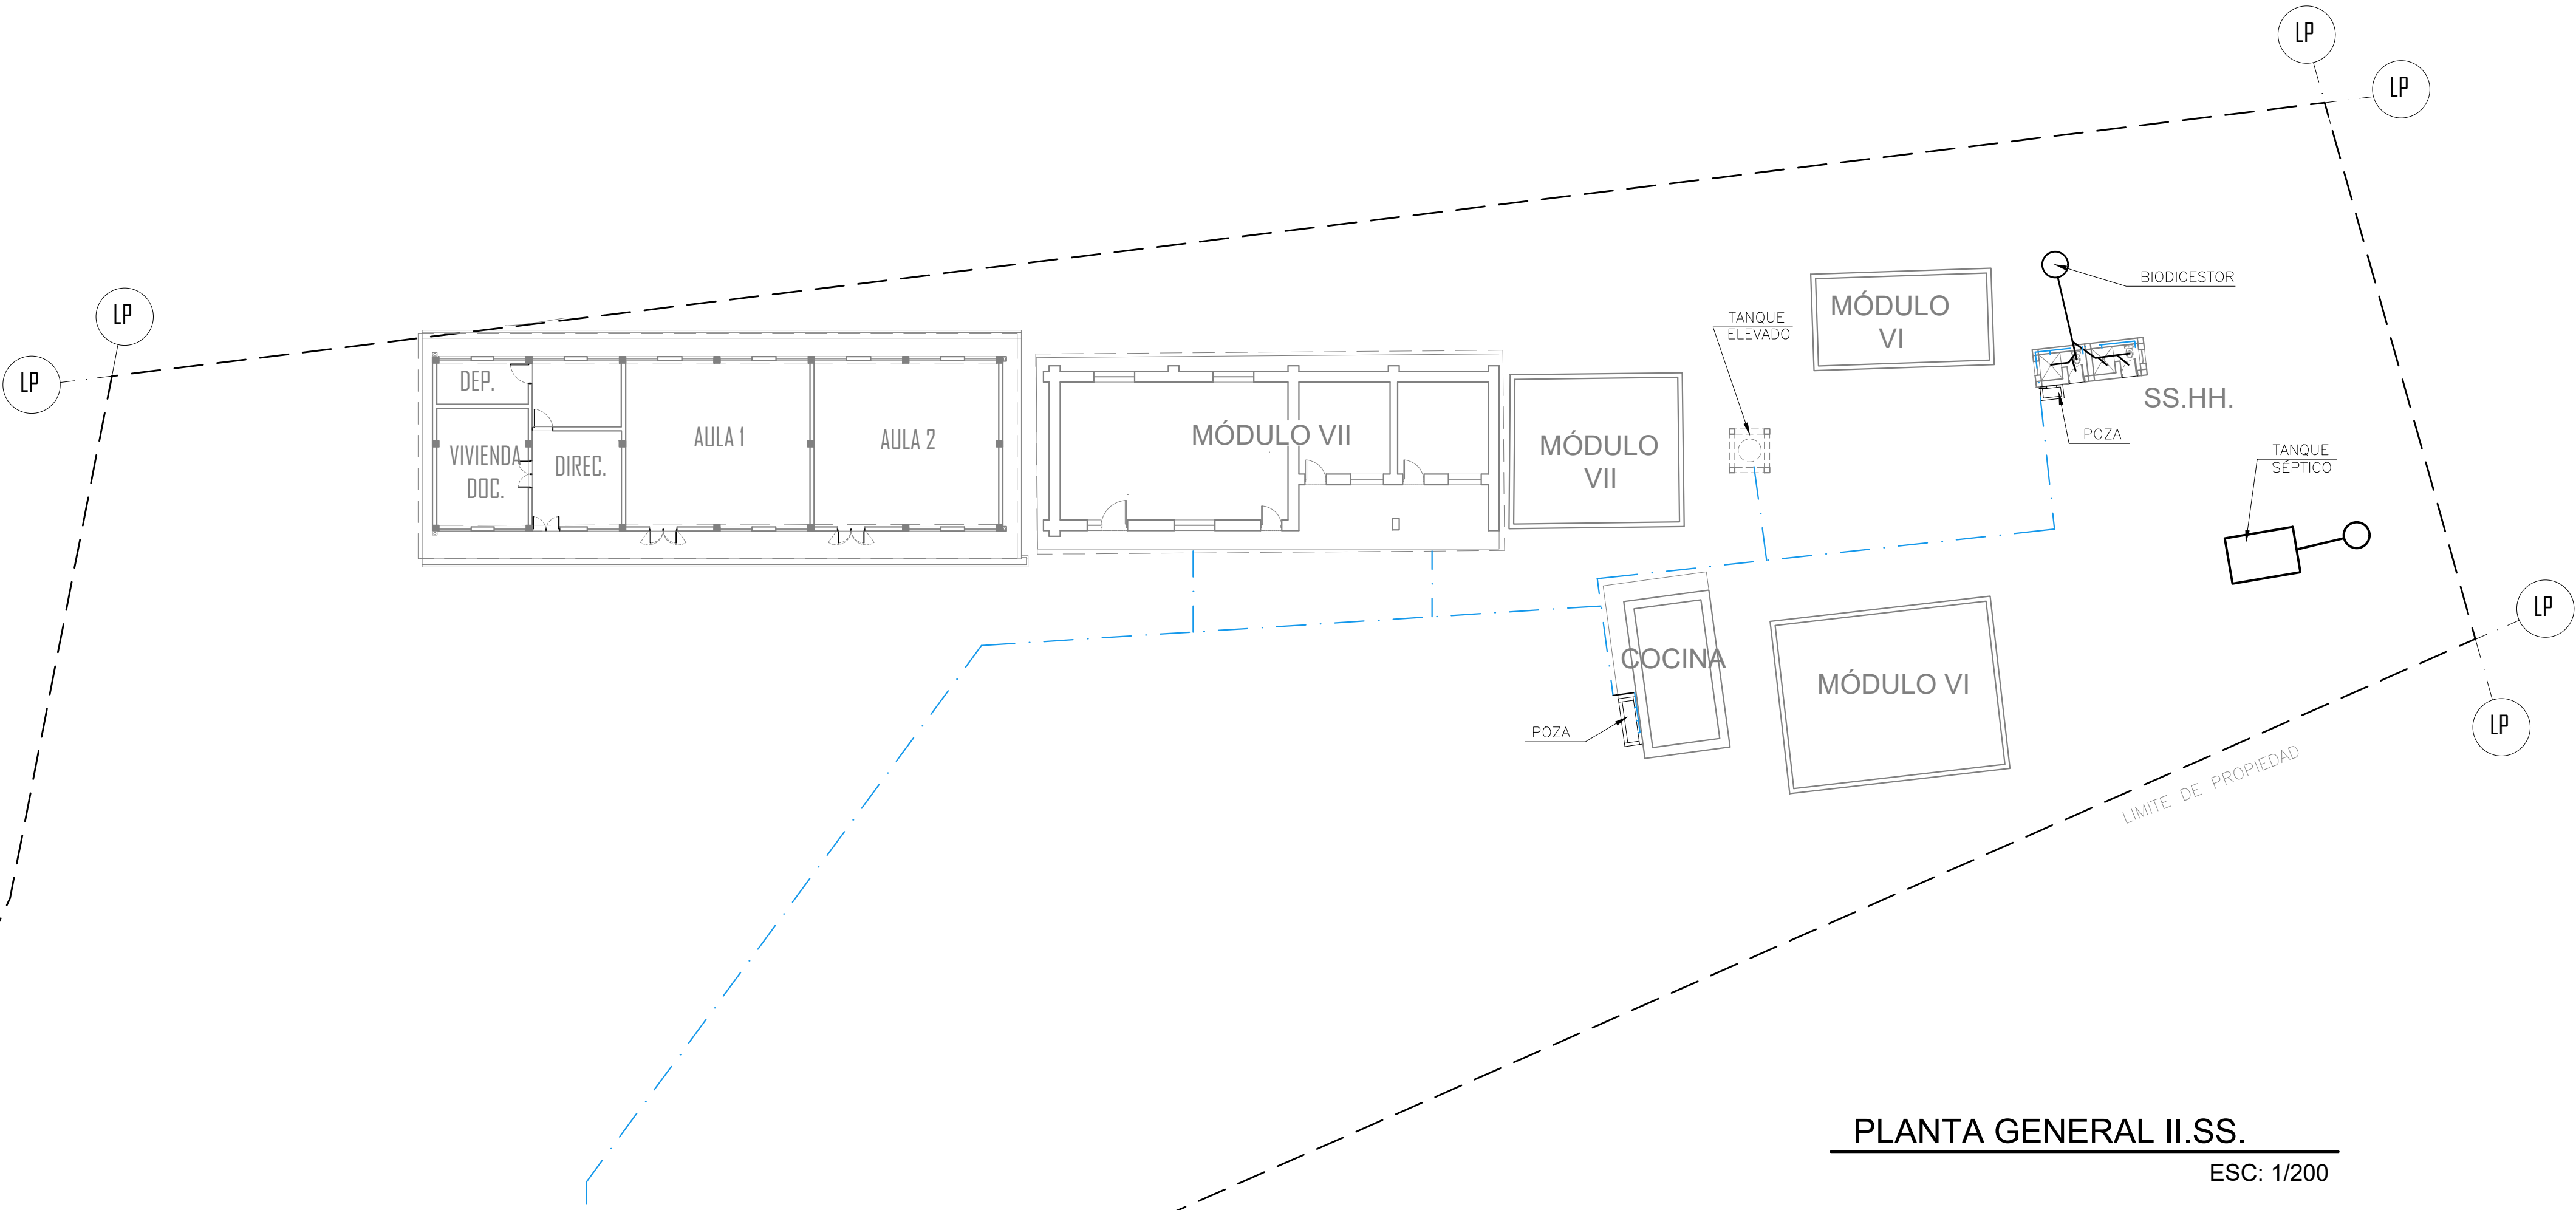 LP
LP
LP
LP
BIODIGESTOR
TANQUE
ELEVADO
MÓDULO
VI
SS.HH.
POZA
TANQUE
SÉPTICO
DEP.
VIVIENDA
DOC.
DIREC.
AULA 1
AULA 2
MÓDULO VII
MÓDULO
VII
LP
LP
COCINA
MÓDULO VI
POZA
LIMITE DE PROPIEDAD
PLANTA GENERAL II.SS.
ESC: 1/200